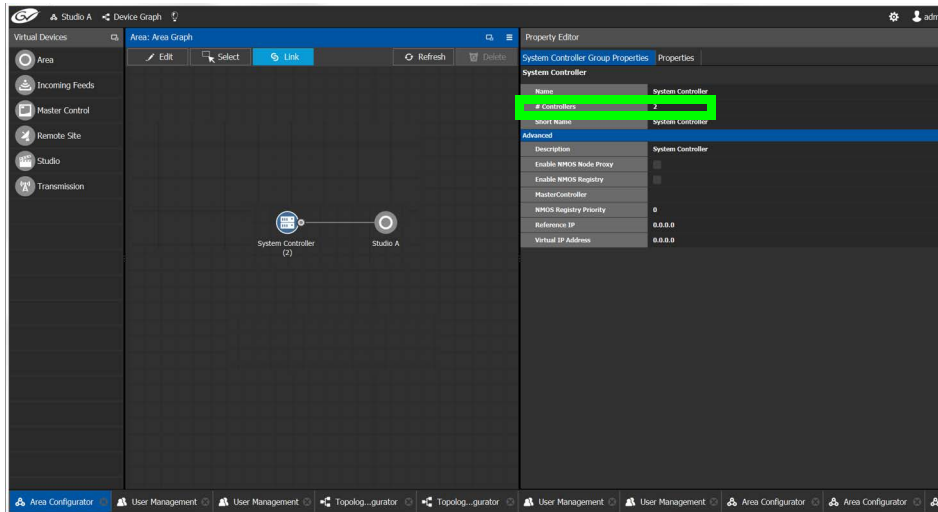 GV Studio A Device Graph adm
Virtual Devices
Area
Incoming Feeds
Master Control
Remote Site
Studio
Transmission
Area: Area Graph
Edit Select Link Refresh Delete
System Controller
(2)
Studio A
Property Editor
System Controller Group Properties Properties
System Controller
Name System Controller
# Controllers 2
Short Name System Controller
Advanced
Description System Controller
Enable NMOS Node Proxy
Enable NMOS Registry
MasterController
NMOS Registry Priority 0
Reference IP 0.0.0.0
Virtual IP Address 0.0.0.0
Area Configurator User Management User Management Topolog...gurator Topolog...gurator User Management User Management Area Configurator Area Configurator